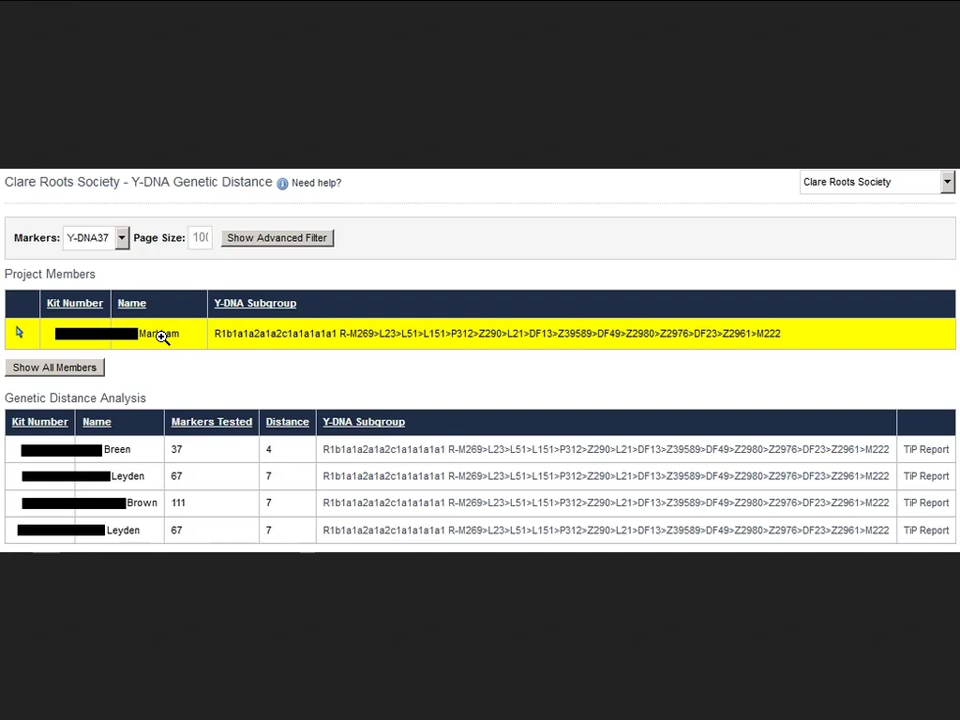 Clare Roots Society - Y-DNA Genetic Distance Need help? Clare Roots Society
Markers: Y-DNA37 Page Size: 100 Show Advanced Filter
Project Members
Kit Number Name Y-DNA Subgroup
R1b1a1a2a1a2c1a1a1a1a1a1 R-M269>L23>L51>L151>P312>Z290>L21>DF13>Z39589>DF49>Z2980>Z2976>DF23>Z2961>M222
Show All Members
Genetic Distance Analysis
Kit Number Name Markers Tested Distance Y-DNA Subgroup
Breen 37 4 R1b1a1a2a1a2c1a1a1a1a1a1 R-M269>L23>L51>L151>P312>Z290>L21>DF13>Z39589>DF49>Z2980>Z2976>DF23>Z2961>M222 TiP Report
Leyden 67 7 R1b1a1a2a1a2c1a1a1a1a1a1 R-M269>L23>L51>L151>P312>Z290>L21>DF13>Z39589>DF49>Z2980>Z2976>DF23>Z2961>M222 TiP Report
Brown 111 7 R1b1a1a2a1a2c1a1a1a1a1a1 R-M269>L23>L51>L151>P312>Z290>L21>DF13>Z39589>DF49>Z2980>Z2976>DF23>Z2961>M222 TiP Report
Leyden 67 7 R1b1a1a2a1a2c1a1a1a1a1a1 R-M269>L23>L51>L151>P312>Z290>L21>DF13>Z39589>DF49>Z2980>Z2976>DF23>Z2961>M222 TiP Report